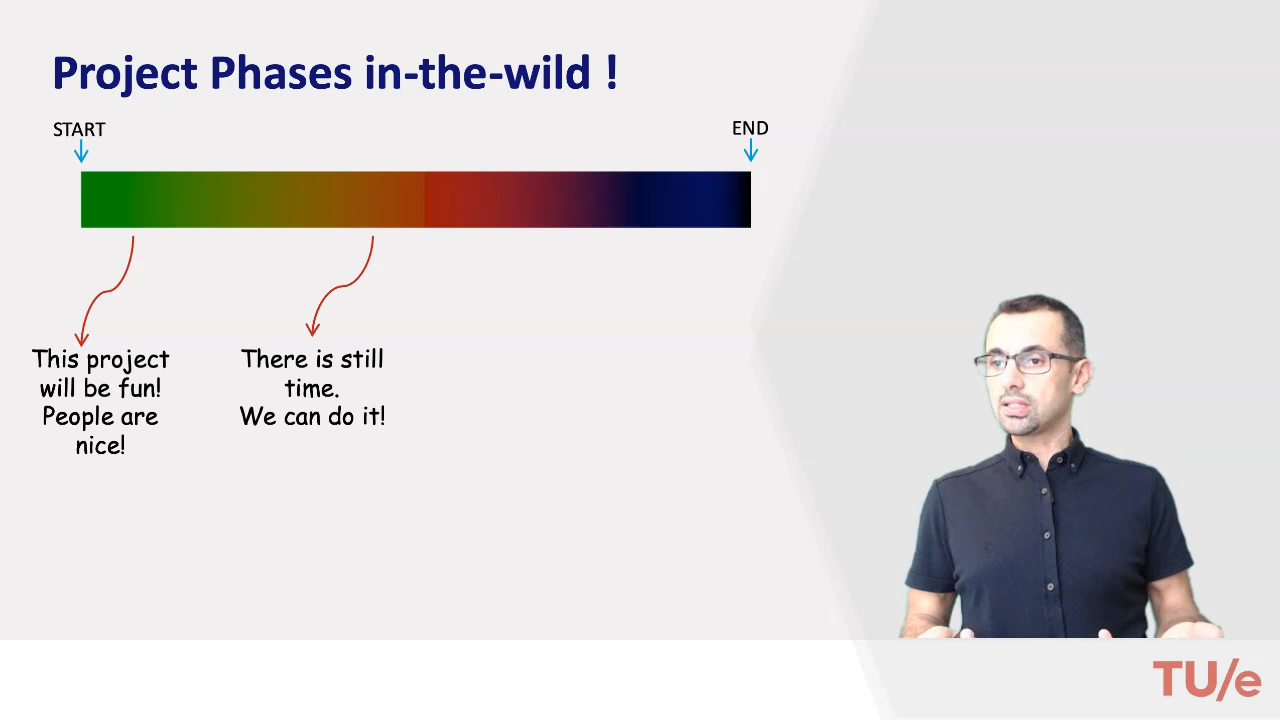 Project Phases in-the-wild !
START
END
This project
will be fun!
People are
nice!
There is still
time.
We can do it!
TU/e